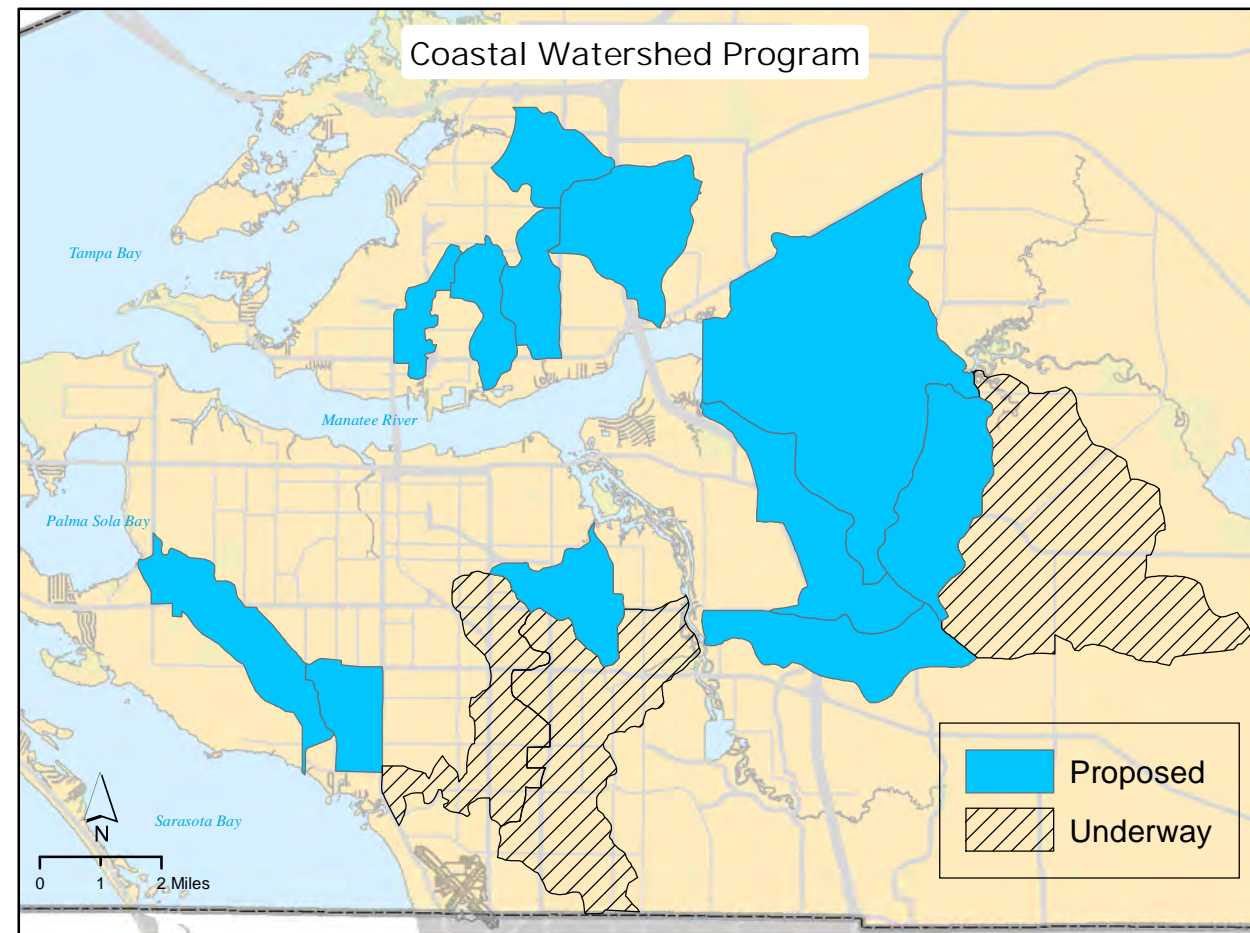 Coastal Watershed Program
Tampa Bay
Manatee River
Palma Sola Bay
Sarasota Bay
N
0 1 2 Miles
Proposed
Underway